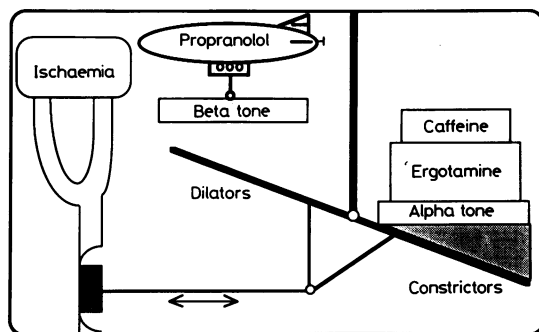 Propranolol
Ischaemia
Beta tone
Caffeine
Ergotamine
Dilators
Alpha tone
Constrictors